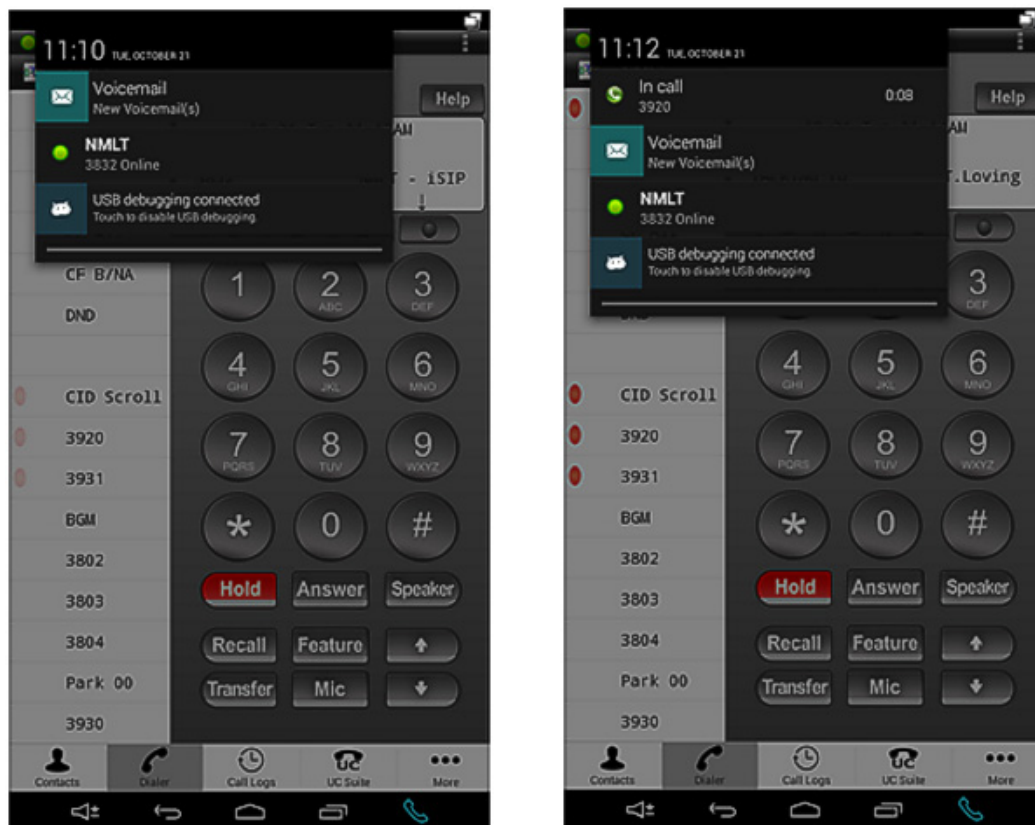 11:10 TUE, OCTOBER 21
Voicemail
New Voicemail(s)
NMLT
3832 Online
USB debugging connected
Touch to disable USB debugging.
Help
AM
- iSIP
CF B/NA
DND
CID Scroll
3920
3931
BGM
3802
3803
3804
Park 00
3930
1
2 ABC
3 DEF
4 GHI
5 JKL
6 MNO
7 PQRS
8 TUV
9 WXYZ
* 0 #
Hold Answer Speaker
Recall Feature
Transfer Mic
Contacts Dialer Call Logs UC Suite More
11:12 TUE, OCTOBER 21
In call 0:08
3920
Voicemail
New Voicemail(s)
NMLT
3832 Online
USB debugging connected
Touch to disable USB debugging.
Help
AM
T.Loving
CID Scroll
3920
3931
BGM
3802
3803
3804
Park 00
3930
3 DEF
4 GHI
5 JKL
6 MNO
7 PQRS
8 TUV
9 WXYZ
* 0 #
Hold Answer Speaker
Recall Feature
Transfer Mic
Contacts Dialer Call Logs UC Suite More